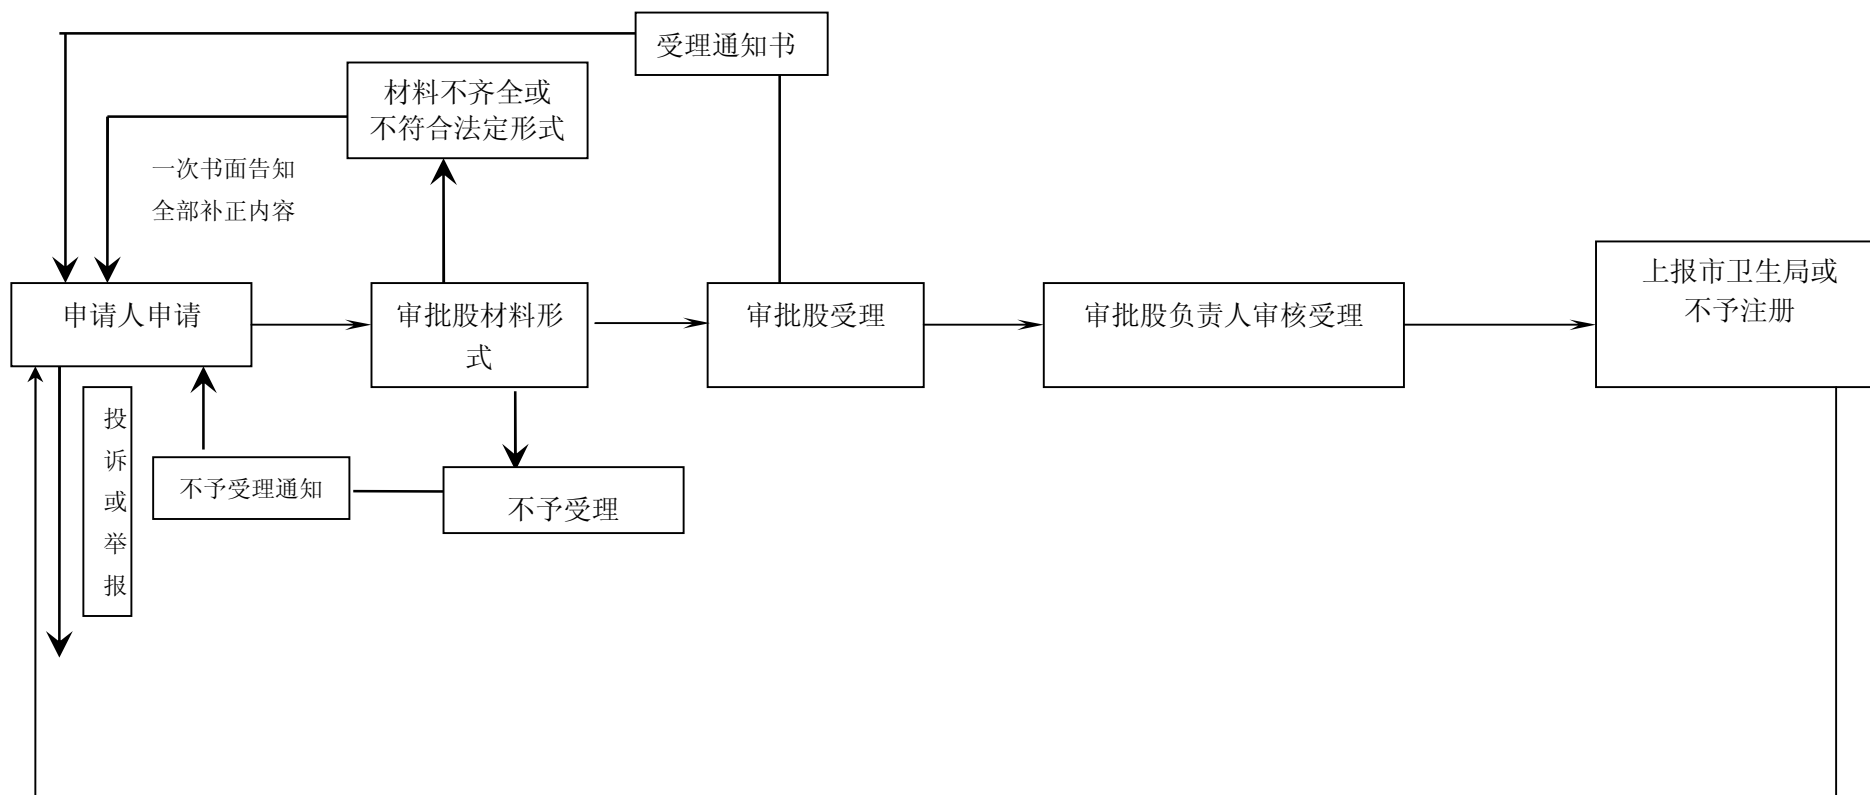 受理通知书
材料不齐全或
不符合法定形式
一次书面告知
全部补正内容
申请人申请
审批股材料形
式
审批股受理
审批股负责人审核受理
上报市卫生局或
不予注册
投
诉
或
举
报
不予受理通知
不予受理